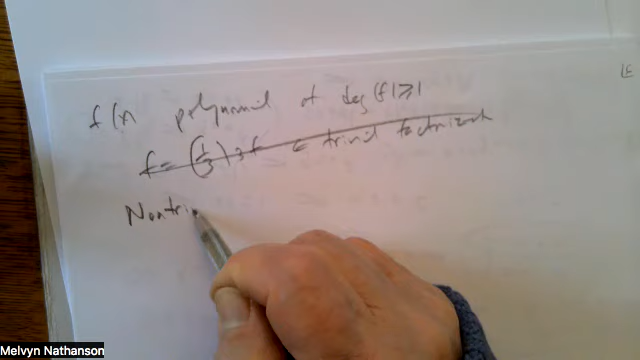 f(x) polynomial of deg(f) ≥ 1
f = (1/3) 3f ← trivial factorization
Nontri
Melvyn Nathanson